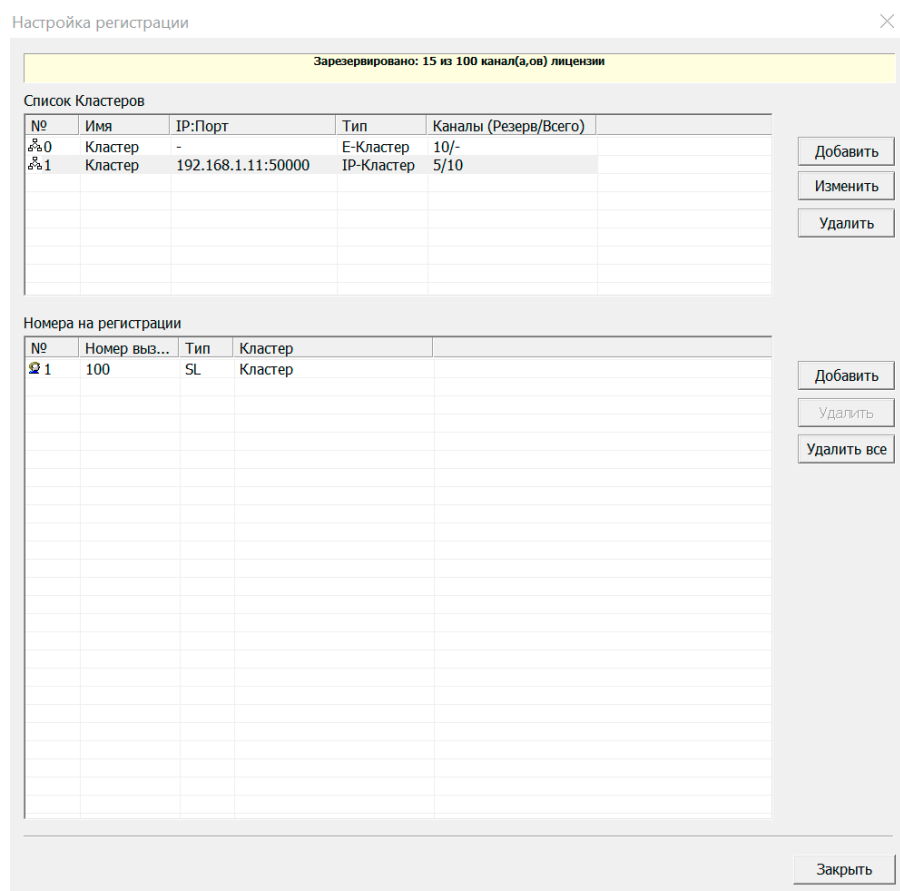 Настройка регистрации
Зарезервировано: 15 из 100 канал(а,ов) лицензии
Список Кластеров
№ Имя IP:Порт Тип Каналы (Резерв/Всего)
0 Кластер - E-Кластер 10/-
1 Кластер 192.168.1.11:50000 IP-Кластер 5/10
Добавить
Изменить
Удалить
Номера на регистрации
№ Номер выз... Тип Кластер
1 100 SL Кластер
Добавить
Удалить
Удалить все
Закрыть